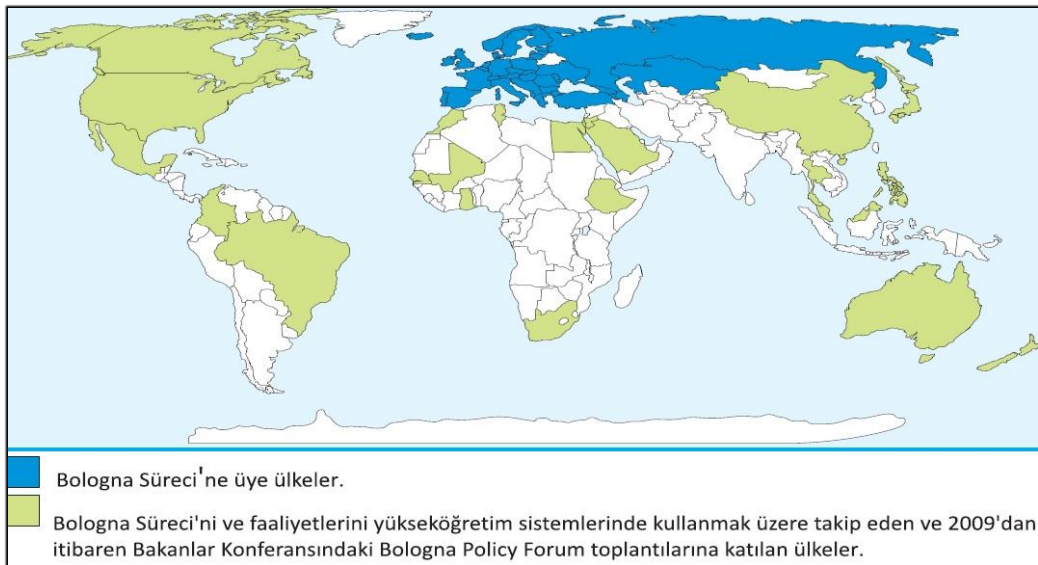 Bologna Süreci'ne üye ülkeler.
Bologna Süreci'ni ve faaliyetlerini yükseköğretim sistemlerinde kullanmak üzere takip eden ve 2009'dan
itibaren Bakanlar Konferansındaki Bologna Policy Forum toplantılarına katılan ülkeler.